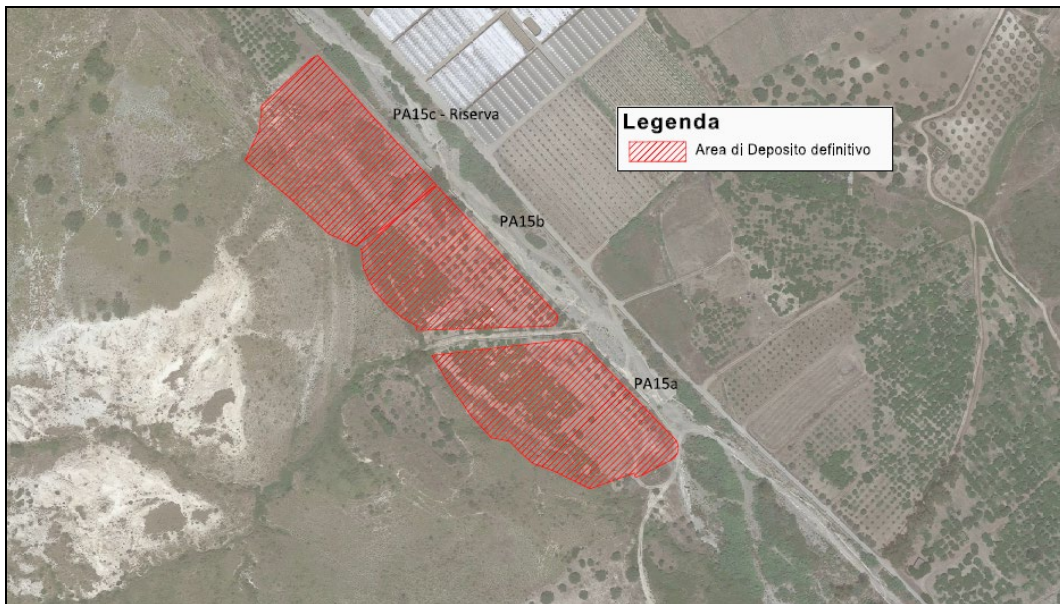 PA15c - Riserva
Legenda
Area di Deposito definitivo
PA15b
PA15a